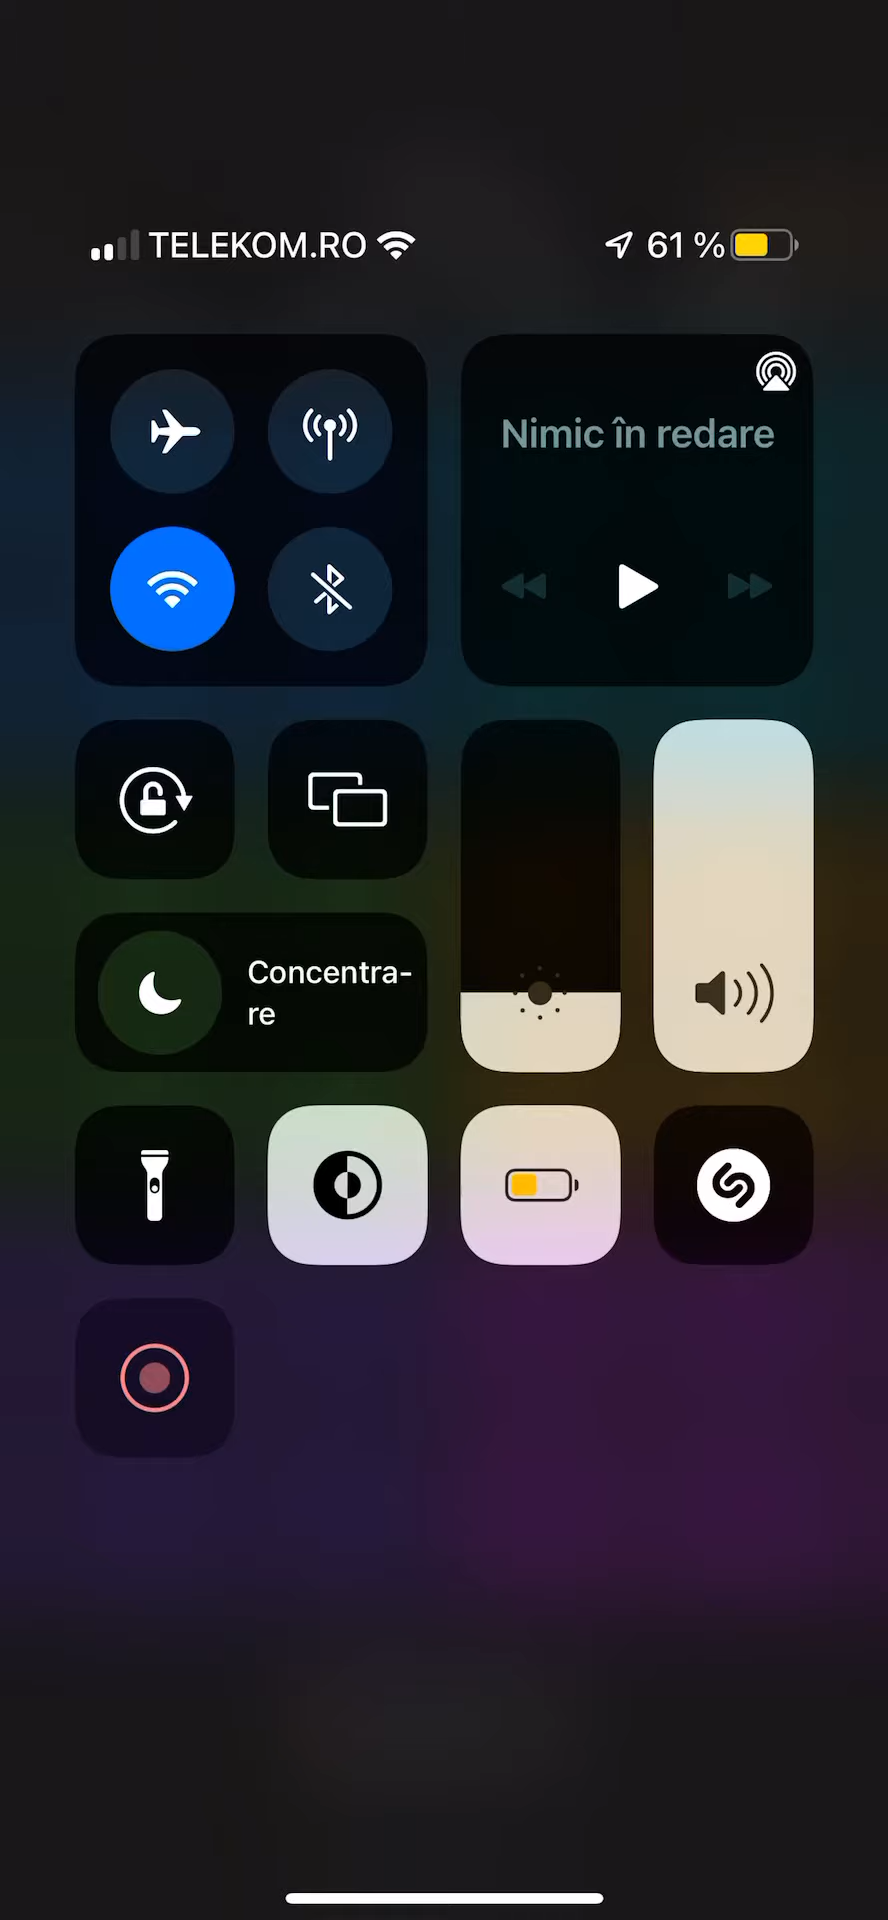 TELEKOM.RO
61 %
Nimic în redare
Concentra-
re